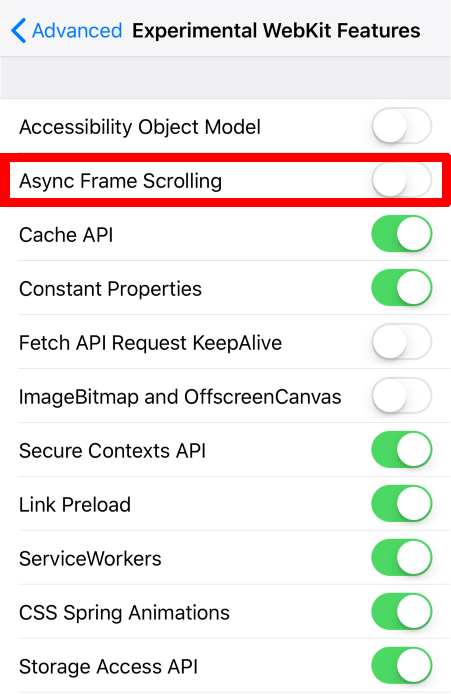 Advanced Experimental WebKit Features
Accessibility Object Model
Async Frame Scrolling
Cache API
Constant Properties
Fetch API Request KeepAlive
ImageBitmap and OffscreenCanvas
Secure Contexts API
Link Preload
ServiceWorkers
CSS Spring Animations
Storage Access API